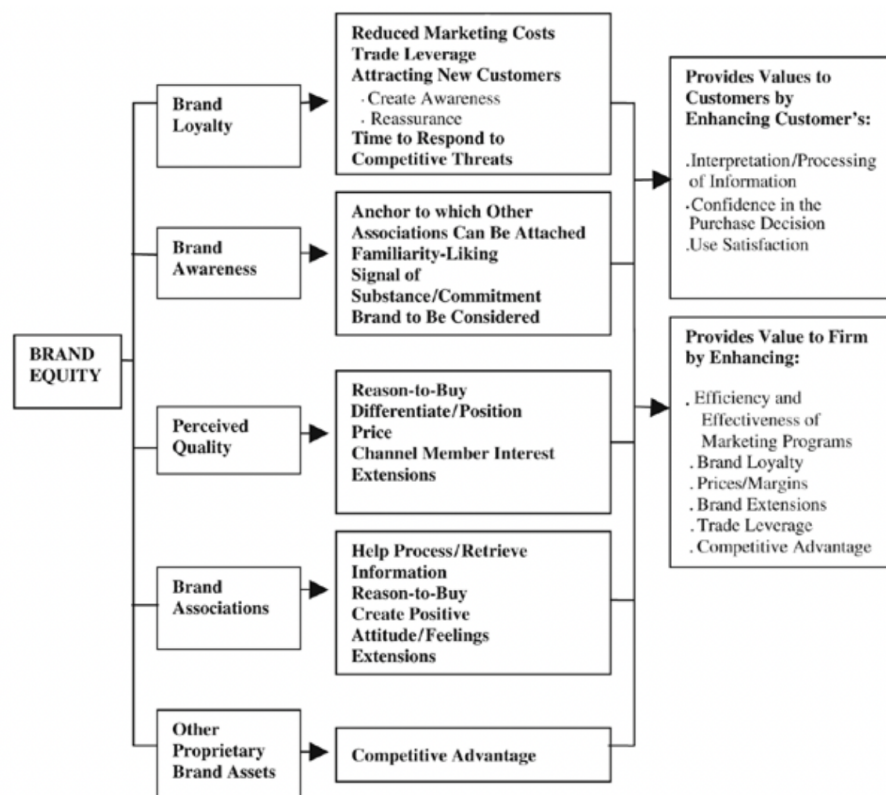 BRAND
EQUITY
Brand
Loyalty
Reduced Marketing Costs
Trade Leverage
Attracting New Customers
. Create Awareness
. Reassurance
Time to Respond to
Competitive Threats
Brand
Awareness
Anchor to which Other
Associations Can Be Attached
Familiarity-Liking
Signal of
Substance/Commitment
Brand to Be Considered
Perceived
Quality
Reason-to-Buy
Differentiate/Position
Price
Channel Member Interest
Extensions
Brand
Associations
Help Process/Retrieve
Information
Reason-to-Buy
Create Positive
Attitude/Feelings
Extensions
Other
Proprietary
Brand Assets
Competitive Advantage
Provides Values to
Customers by
Enhancing Customer's:
.Interpretation/Processing
of Information
.Confidence in the
Purchase Decision
.Use Satisfaction
Provides Value to Firm
by Enhancing:
. Efficiency and
Effectiveness of
Marketing Programs
. Brand Loyalty
. Prices/Margins
. Brand Extensions
. Trade Leverage
. Competitive Advantage